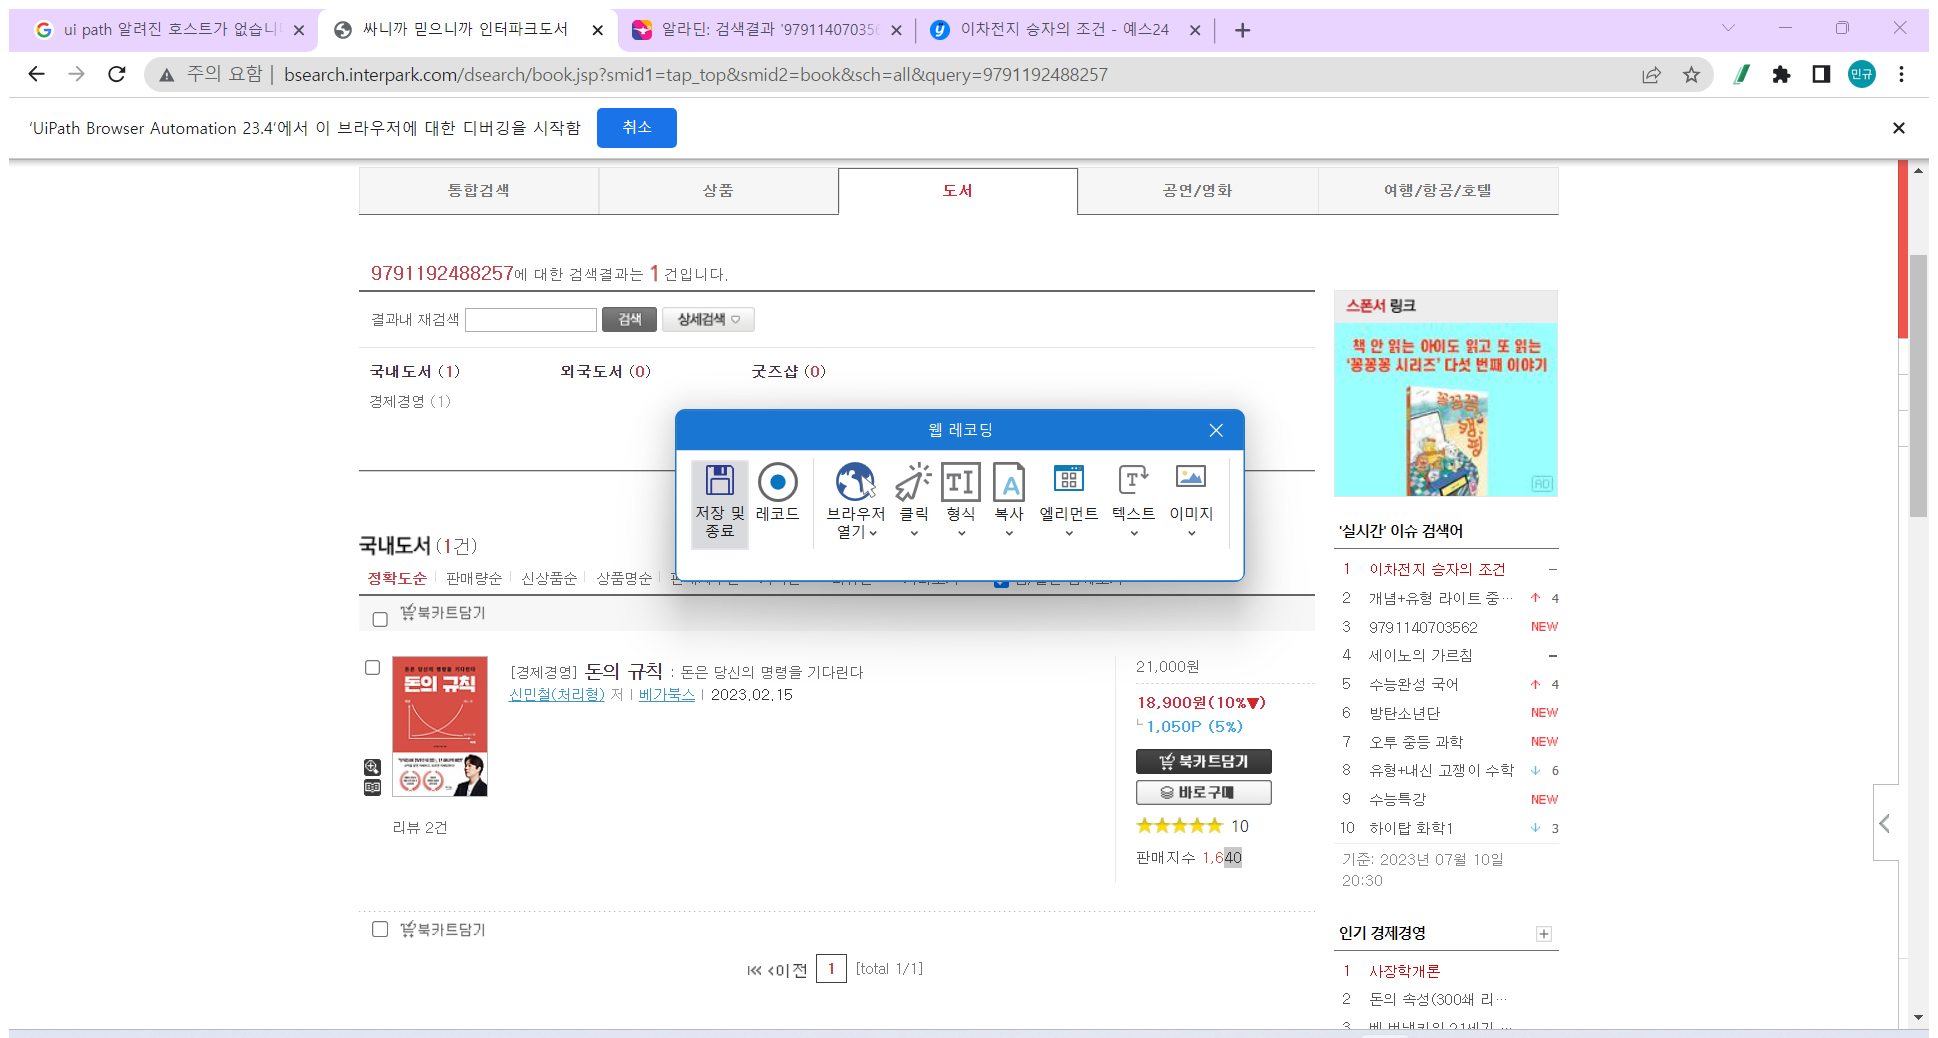 ui path 알려진 호스트가 없습니
싸니까 믿으니까 인터파크도서
알라딘: 검색결과 '979114070356
이차전지 승자의 조건 - 예스24
주의 요함 | bsearch.interpark.com/dsearch/book.jsp?smid1=tap_top&smid2=book&sch=all&query=9791192488257
민규
'UiPath Browser Automation 23.4'에서 이 브라우저에 대한 디버깅을 시작함
취소
통합검색
상품
도서
공연/영화
여행/항공/호텔
9791192488257에 대한 검색결과는 1 건입니다.
결과내 재검색
검색
상세검색
국내도서 (1)
외국도서 (0)
굿즈샵 (0)
경제경영 (1)
웹 레코딩
저장 및 종료
레코드
브라우저 열기
클릭
형식
복사
엘리먼트
텍스트
이미지
국내도서 (1건)
정확도순
판매량순
신상품순
상품명순
북카트담기
돈은 당신의 명령을 기다린다
돈의 규칙
[경제경영] 돈의 규칙 : 돈은 당신의 명령을 기다린다
신민철(처리형) 저 | 베가북스 | 2023.02.15
리뷰 2건
21,000원
18,900원(10%▼)
1,050P (5%)
북카트담기
바로구매
10
판매지수 1,640
북카트담기
이전
1
[total 1/1]
스폰서 링크
책 안 읽는 아이도 읽고 또 읽는
'꽁꽁꽁 시리즈' 다섯 번째 이야기
꽁꽁꽁
캠핑
AD
'실시간' 이슈 검색어
1 이차전지 승자의 조건 –
2 개념+유형 라이트 중… ↑ 4
3 9791140703562 NEW
4 세이노의 가르침 –
5 수능완성 국어 ↑ 4
6 방탄소년단 NEW
7 오투 중등 과학 NEW
8 유형+내신 고쟁이 수학 ↓ 6
9 수능특강 NEW
10 하이탑 화학1 ↓ 3
기준: 2023년 07월 10일
20:30
인기 경제경영
1 사장학개론
2 돈의 속성(300쇄 리…
3